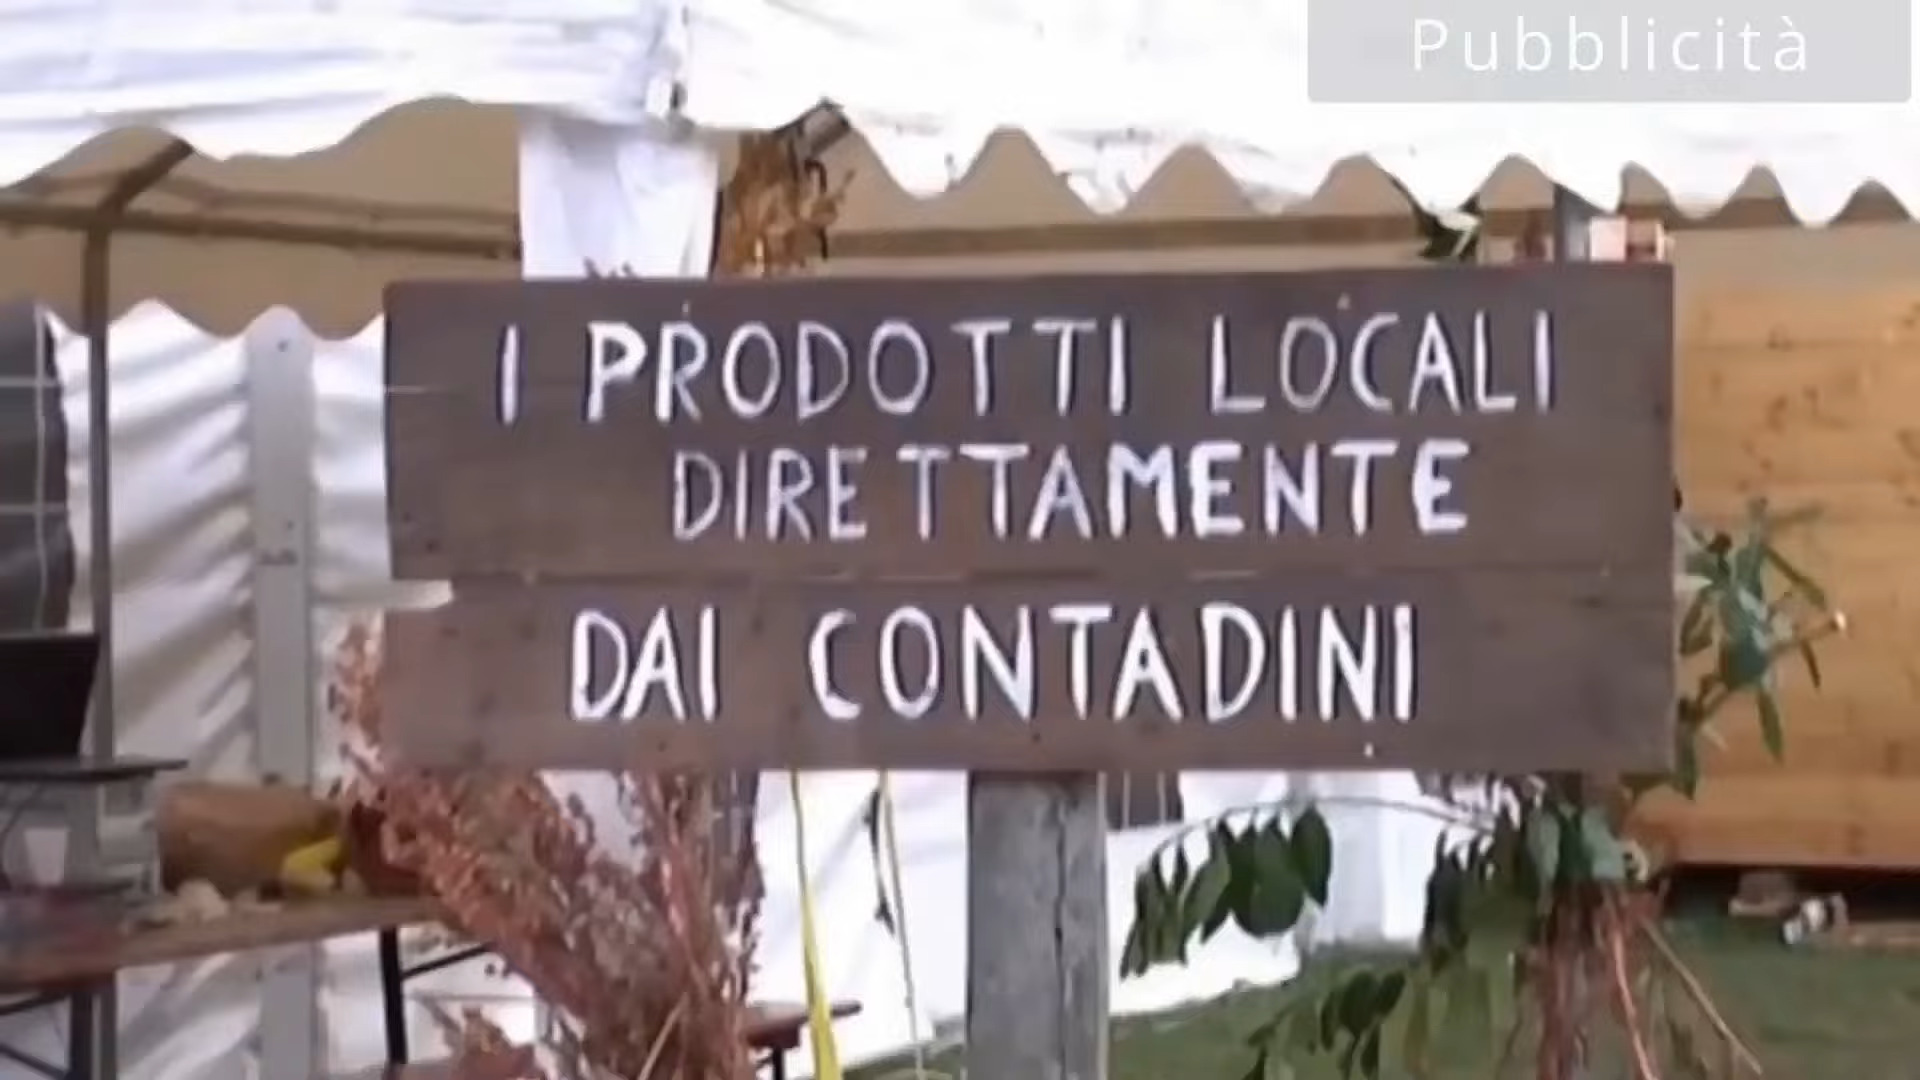 Pubblicità
I PRODOTTI LOCALI
DIRETTAMENTE
DAI CONTADINI